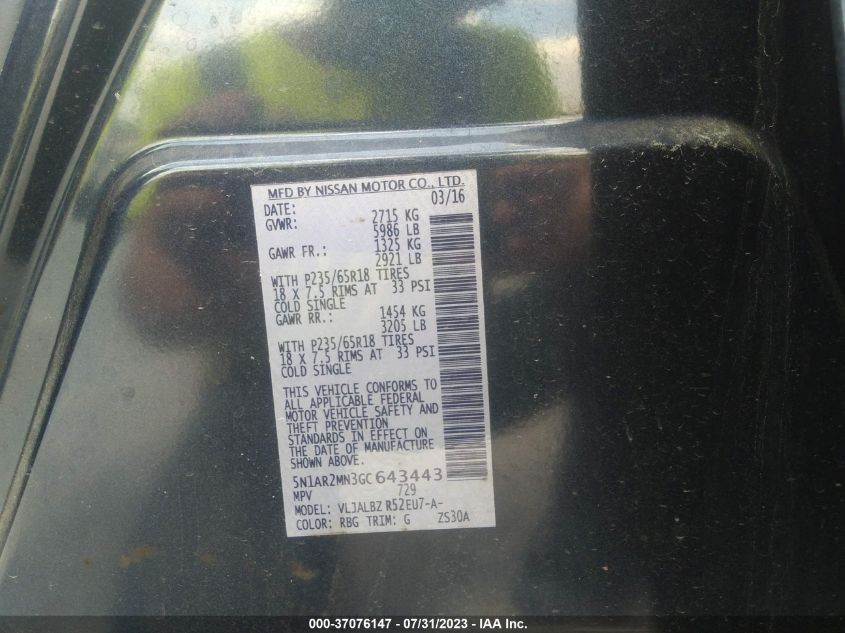 MFD BY NISSAN MOTOR CO., LTD.
DATE: 03/16
GVWR: 2715 KG
5986 LB
GAWR FR.: 1325 KG
2921 LB
WITH P235/65R18 TIRES
18 X 7.5 RIMS AT 33 PSI
COLD SINGLE
GAWR RR.: 1454 KG
3205 LB
WITH P235/65R18 TIRES
18 X 7.5 RIMS AT 33 PSI
COLD SINGLE
THIS VEHICLE CONFORMS TO
ALL APPLICABLE FEDERAL
MOTOR VEHICLE SAFETY AND
THEFT PREVENTION
STANDARDS IN EFFECT ON
THE DATE OF MANUFACTURE
SHOWN ABOVE.
5N1AR2MN3GC643443
MPV 729
MODEL: VLJALBZ R52EU7-A-
COLOR: RBG TRIM: G ZS30A
000-37076147 - 07/31/2023 - IAA Inc.